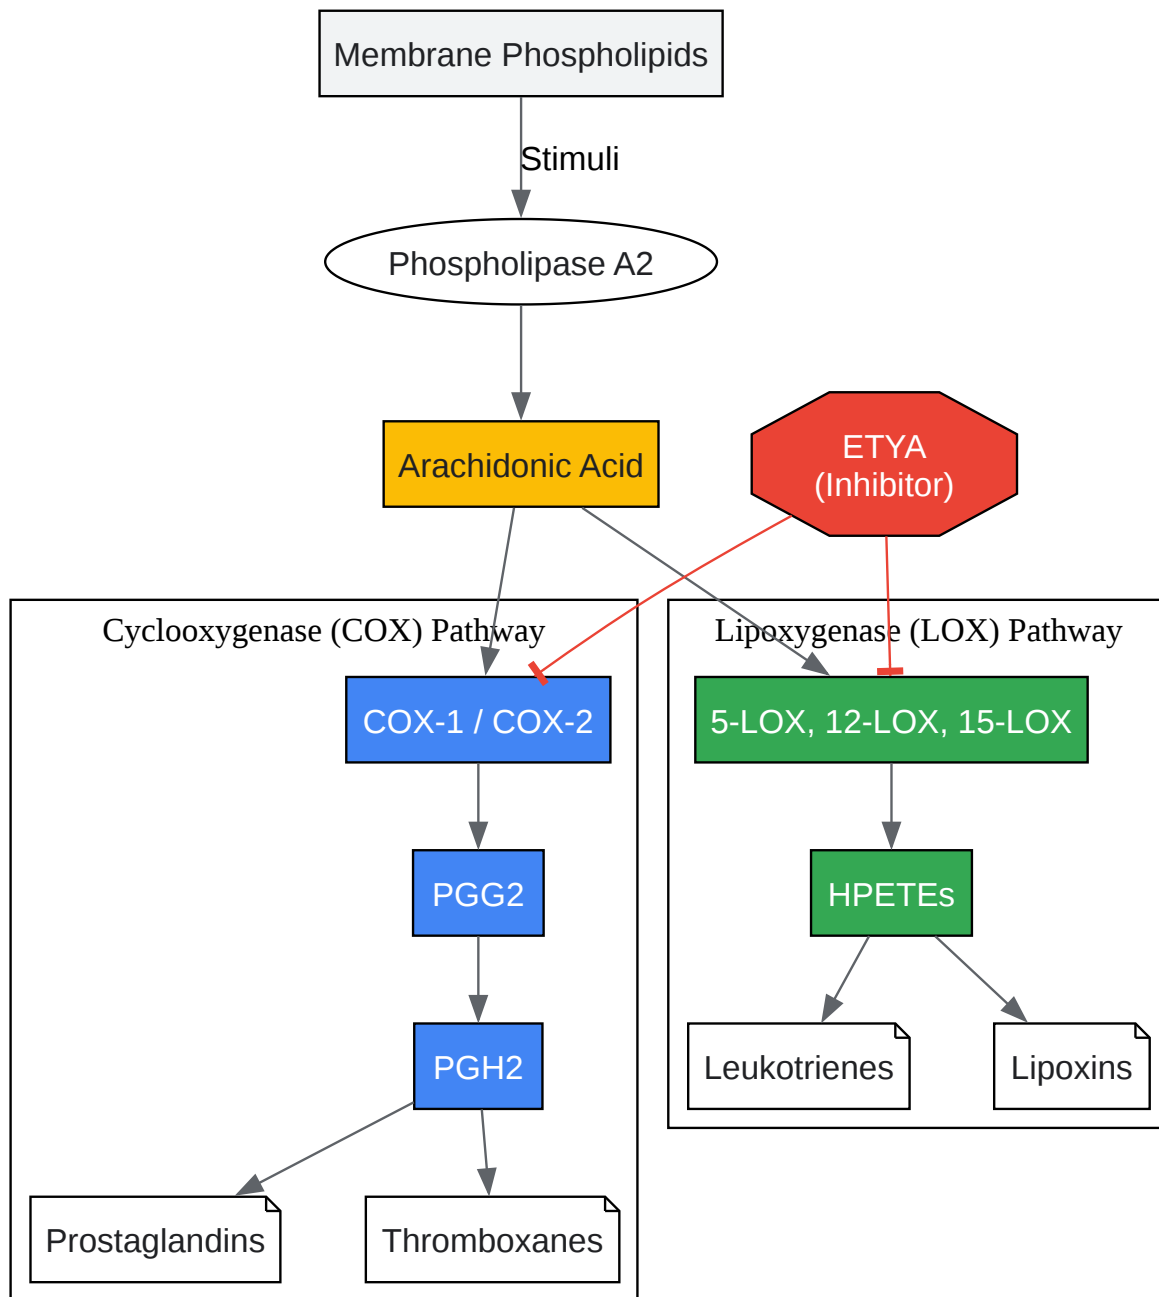 Membrane Phospholipids
Stimuli
Phospholipase A2
Arachidonic Acid
ETYA
(Inhibitor)
Cyclooxygenase (COX) Pathway
Lipoxygenase (LOX) Pathway
COX-1 / COX-2
5-LOX, 12-LOX, 15-LOX
PGG2
HPETEs
PGH2
Leukotrienes
Lipoxins
Prostaglandins
Thromboxanes